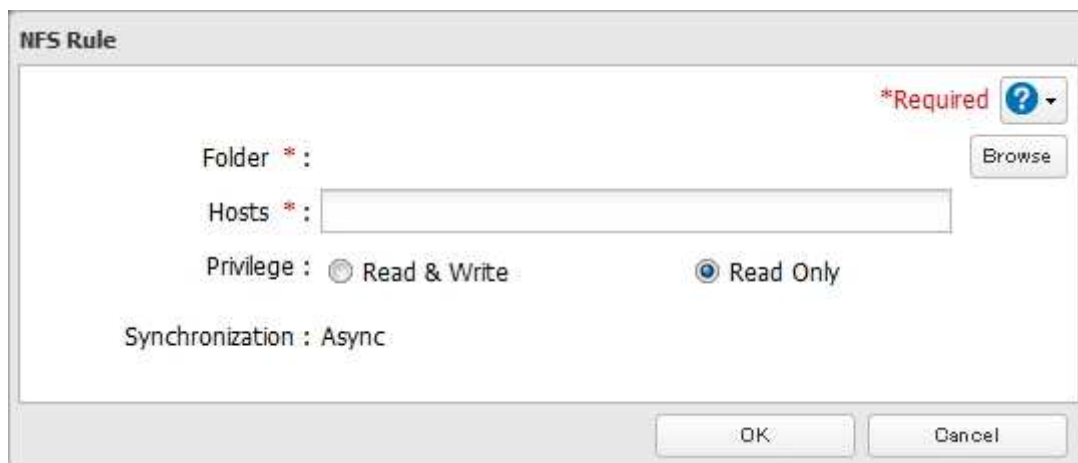 NFS Rule
*Required ?
Folder * :
Browse
Hosts * :
Privilege : Read & Write Read Only
Synchronization : Async
OK Cancel